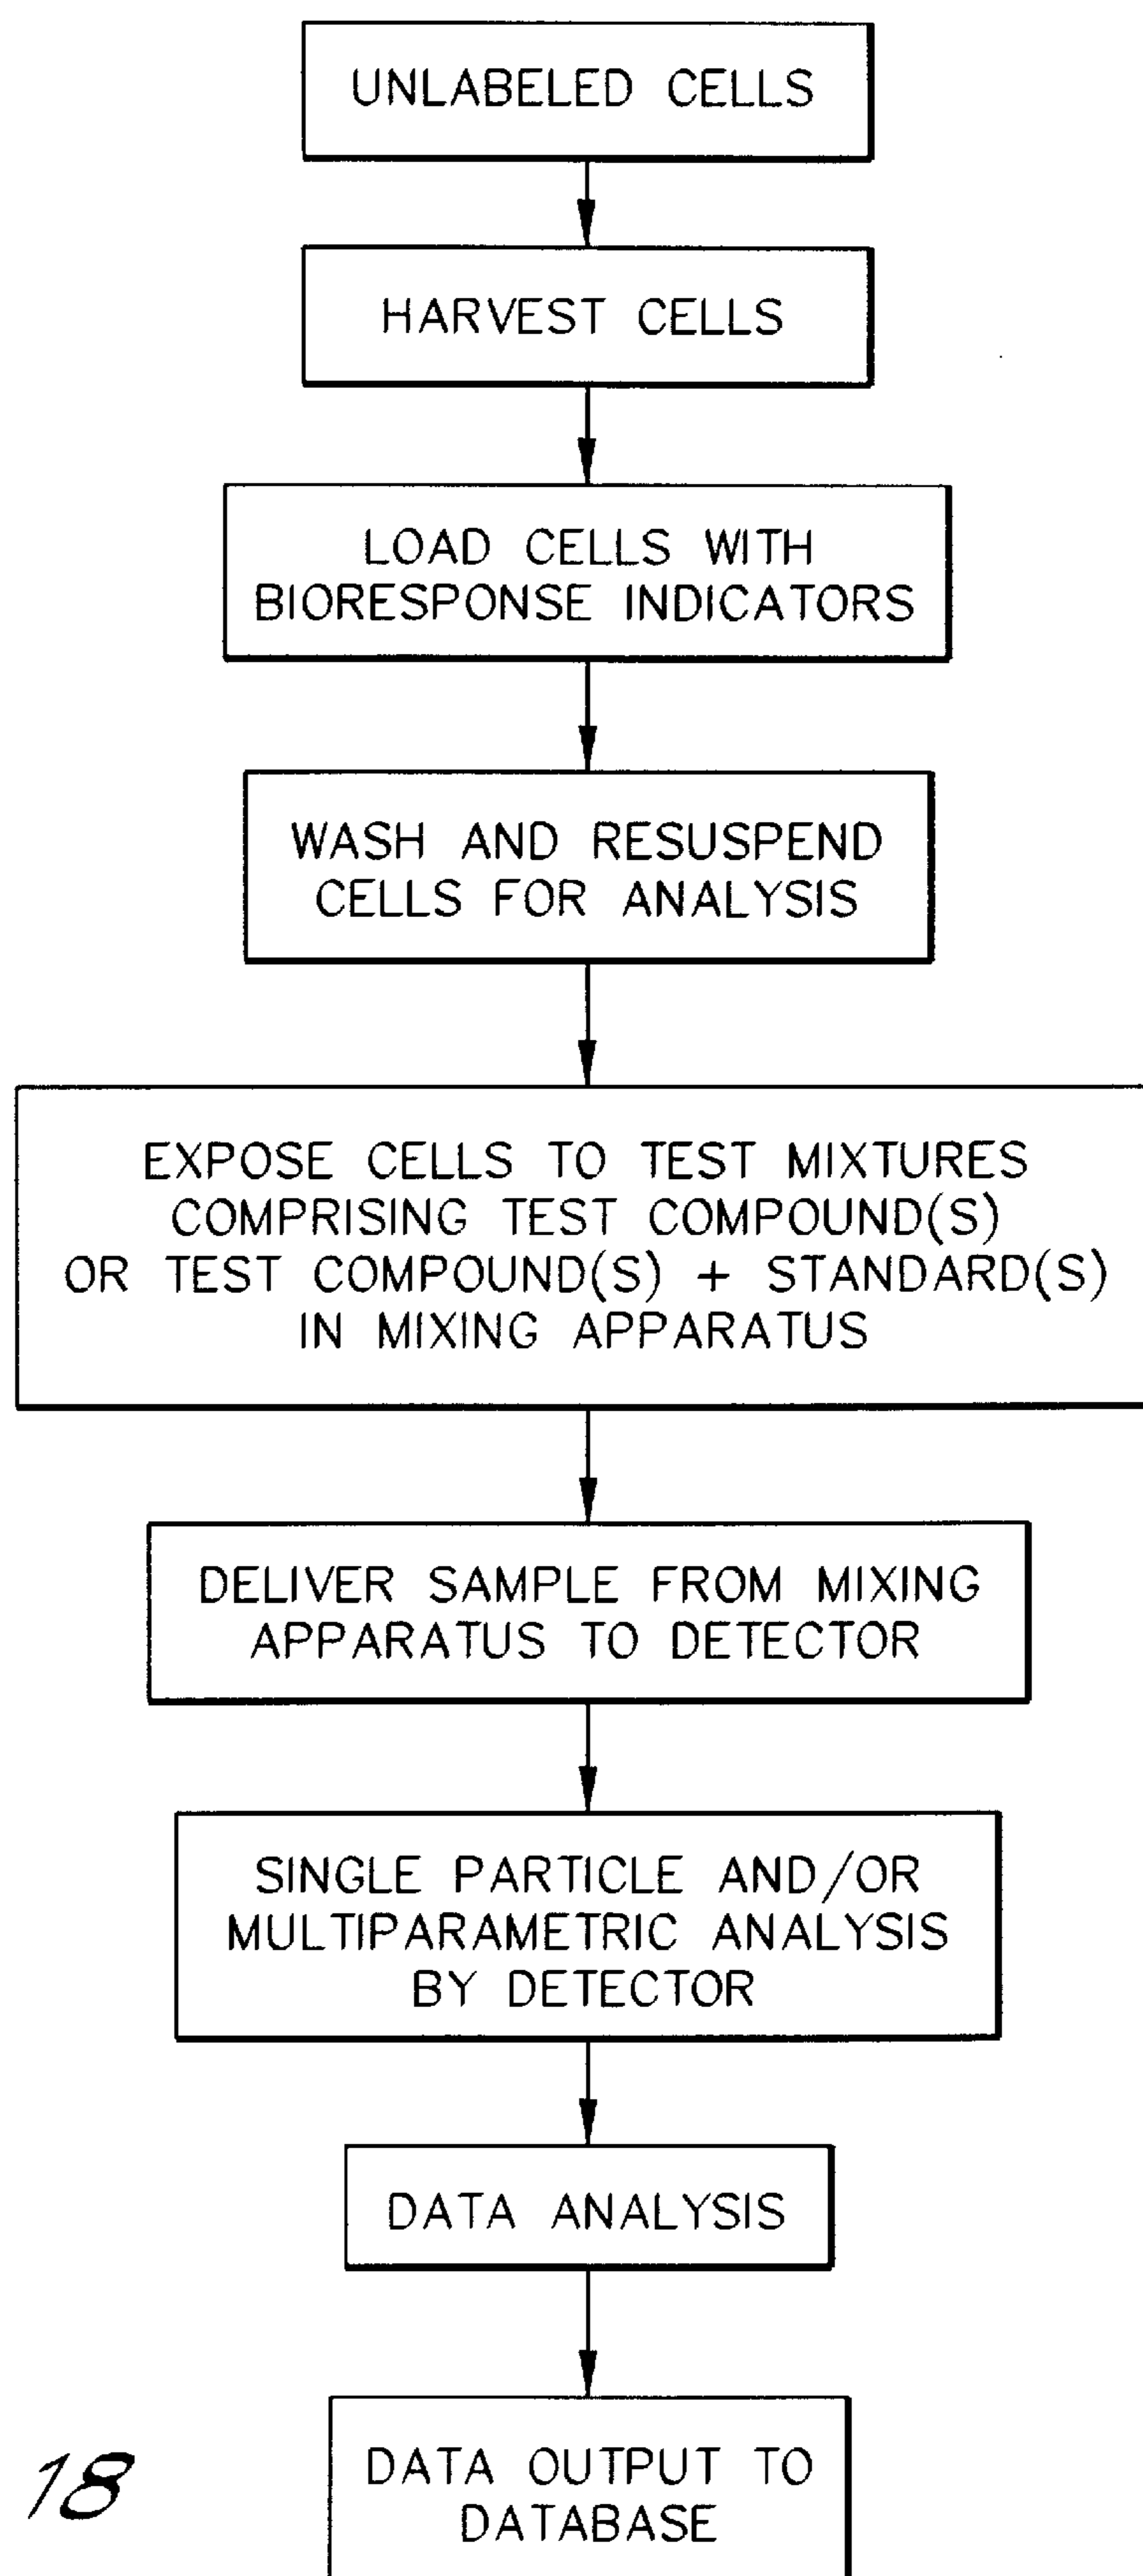 UNLABELED CELLS
HARVEST CELLS
LOAD CELLS WITH
BIORESPONSE INDICATORS
WASH AND RESUSPEND
CELLS FOR ANALYSIS
EXPOSE CELLS TO TEST MIXTURES
COMPRISING TEST COMPOUND(S)
OR TEST COMPOUND(S) + STANDARD(S)
IN MIXING APPARATUS
DELIVER SAMPLE FROM MIXING
APPARATUS TO DETECTOR
SINGLE PARTICLE AND/OR
MULTIPARAMETRIC ANALYSIS
BY DETECTOR
DATA ANALYSIS
DATA OUTPUT TO
DATABASE
18